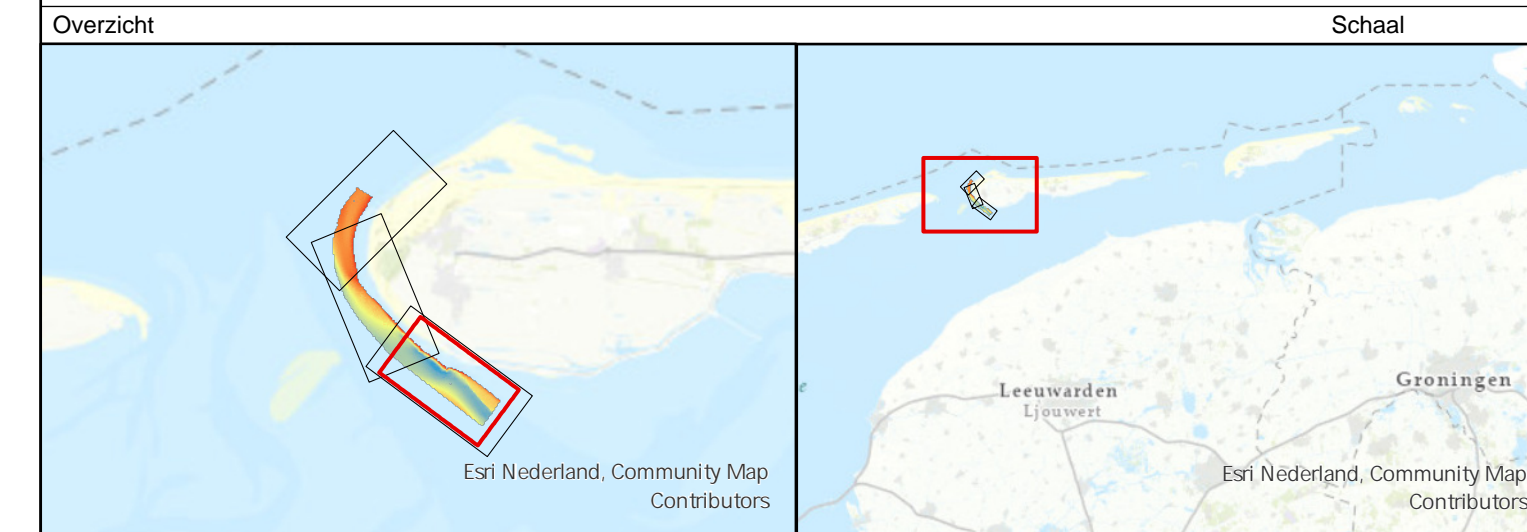 Overzicht
Schaal
Leeuwarden
Ljouwert
Groningen
Esri Nederland, Community Map
Contributors
Esri Nederland, Community Map
Contributors